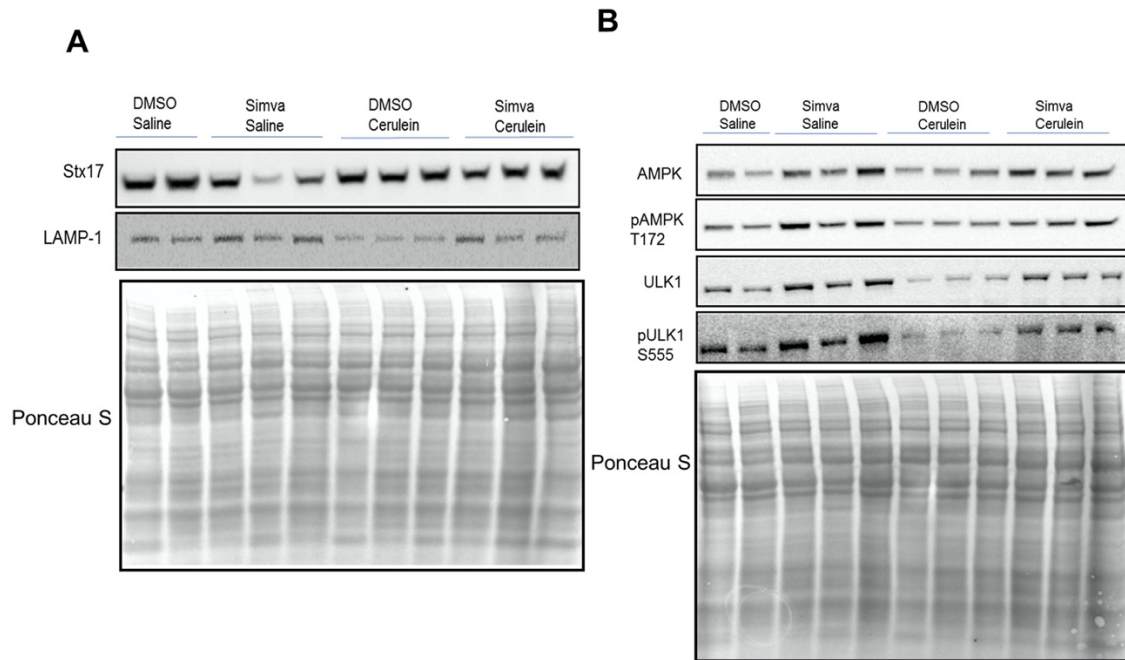 A
DMSO
Saline
Simva
Saline
DMSO
Cerulein
Simva
Cerulein
Stx17
LAMP-1
Ponceau S
B
DMSO
Saline
Simva
Saline
DMSO
Cerulein
Simva
Cerulein
AMPK
pAMPK
T172
ULK1
pULK1
S555
Ponceau S